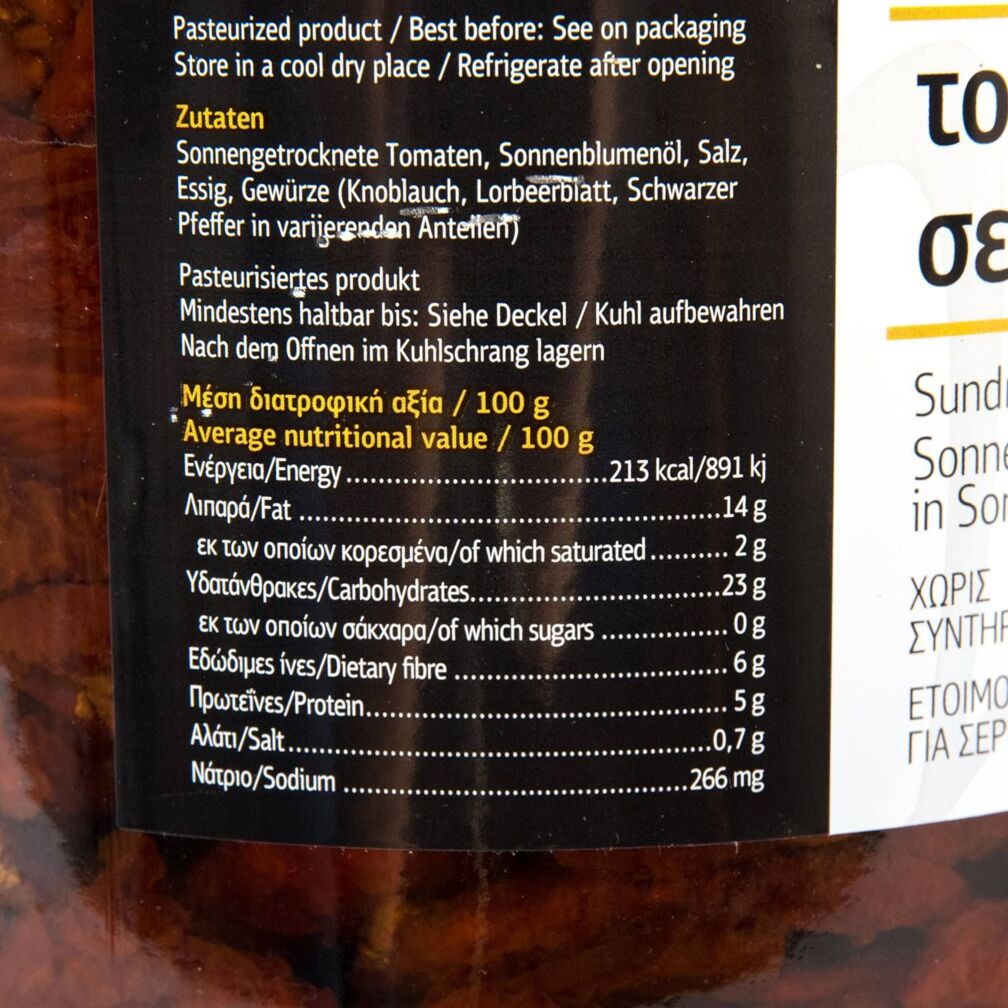 Pasteurized product / Best before: See on packaging
Store in a cool dry place / Refrigerate after opening
Zutaten
Sonnengetrocknete Tomaten, Sonnenblumenöl, Salz,
Essig, Gewürze (Knoblauch, Lorbeerblatt, Schwarzer
Pfeffer in variierenden Anteilen)
Pasteurisiertes produkt
Mindestens haltbar bis: Siehe Deckel / Kuhl aufbewahren
Nach dem Offnen im Kuhlschrang lagern
Μέση διατροφική αξία / 100 g
Average nutritional value / 100 g
Ενέργεια/Energy ..............................213 kcal/891 kj
Λιπαρά/Fat ..................................................14 g
εκ των οποίων κορεσμένα/of which saturated .......... 2 g
Υδατάνθρακες/Carbohydrates..............................23 g
εκ των οποίων σάκχαρα/of which sugars ................ 0 g
Εδώδιμες ίνες/Dietary fibre ................................ 6 g
Πρωτεΐνες/Protein............................................ 5 g
Αλάτι/Salt....................................................0,7 g
Νάτριο/Sodium ..........................................266 mg
το
σε
Sund
Sonne
in So
ΧΩΡΙΣ
ΣΥΝΤΗΡ
ΕΤΟΙΜΟ
ΓΙΑ ΣΕΡ